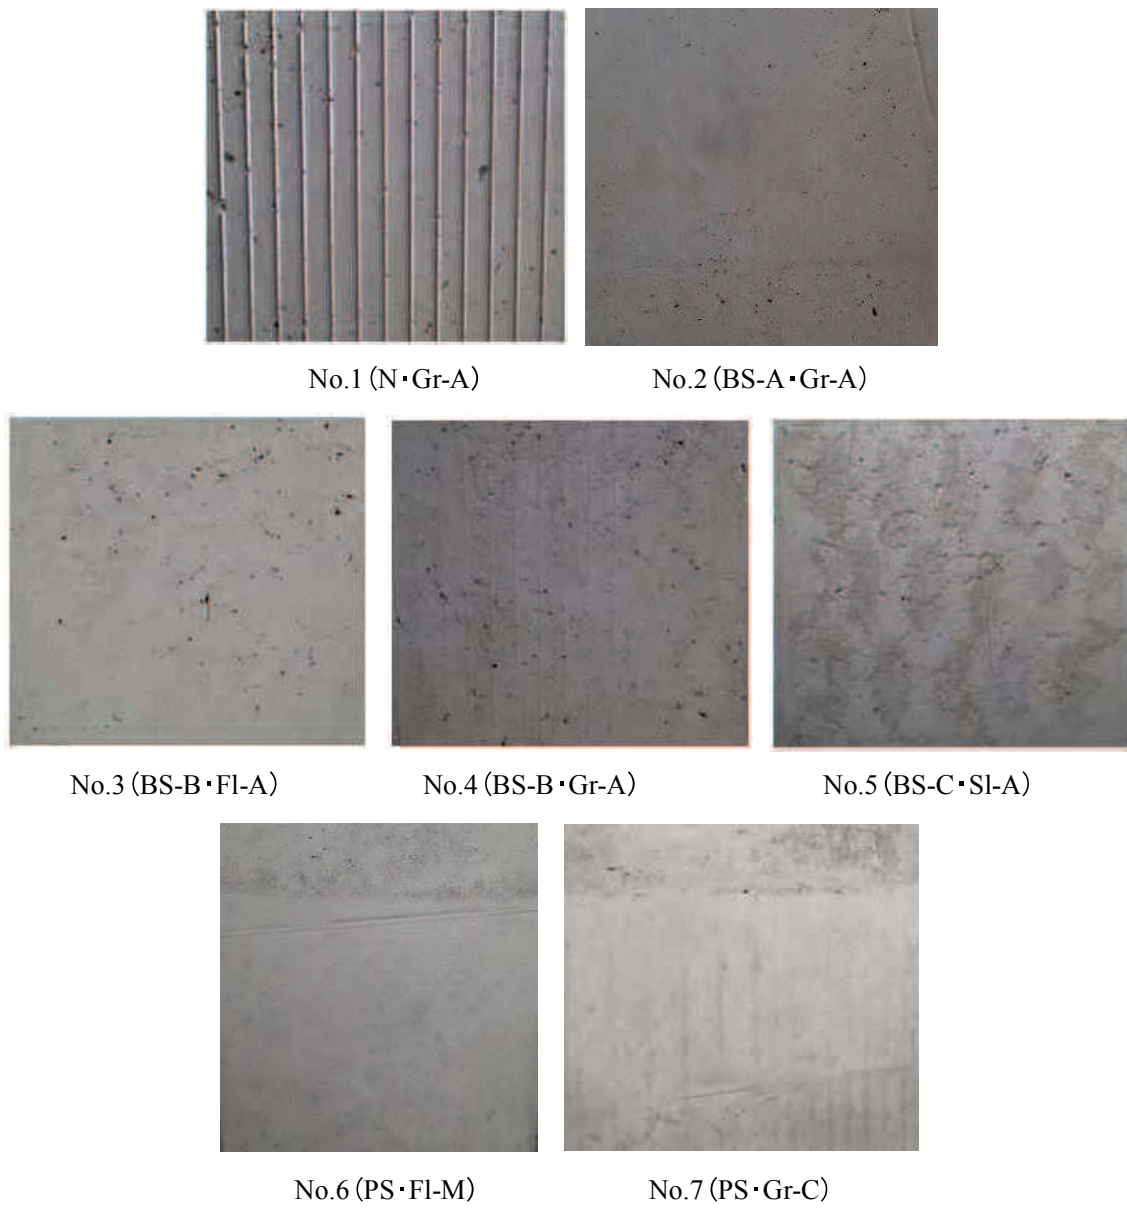 No.1(N・Gr-A)
No.2(BS-A・Gr-A)
No.3(BS-B・Fl-A)
No.4(BS-B・Gr-A)
No.5(BS-C・Sl-A)
No.6(PS・Fl-M)
No.7(PS・Gr-C)